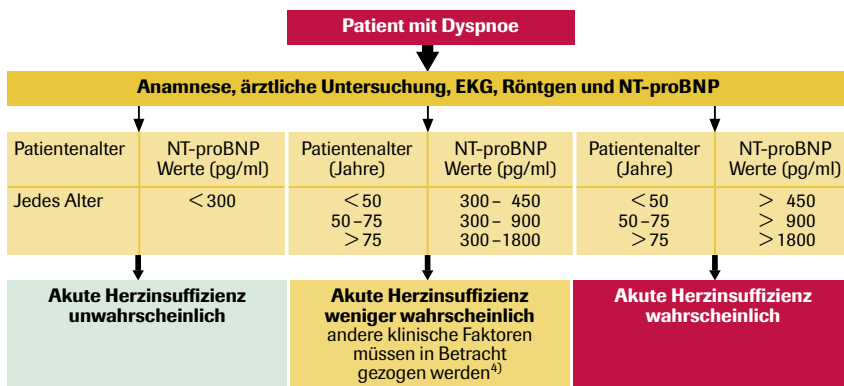 Patient mit Dyspnoe
Anamnese, ärztliche Untersuchung, EKG, Röntgen und NT-proBNP
Patientenalter
NT-proBNP
Werte (pg/ml)
Jedes Alter
<300
Patientenalter
(Jahre)
NT-proBNP
Werte (pg/ml)
<50 300 – 450
50–75 300 – 900
>75 300 –1800
Patientenalter
(Jahre)
NT-proBNP
Werte (pg/ml)
<50 > 450
50–75 > 900
>75 >1800
Akute Herzinsuffizienz
unwahrscheinlich
Akute Herzinsuffizienz
weniger wahrscheinlich
andere klinische Faktoren
müssen in Betracht
gezogen werden4)
Akute Herzinsuffizienz
wahrscheinlich